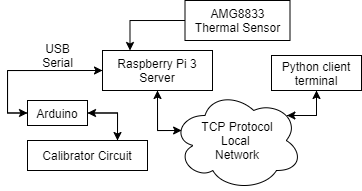 AMG8833
Thermal Sensor
USB
Serial
Raspberry Pi 3
Server
Python client
terminal
Arduino
TCP Protocol
Local
Network
Calibrator Circuit